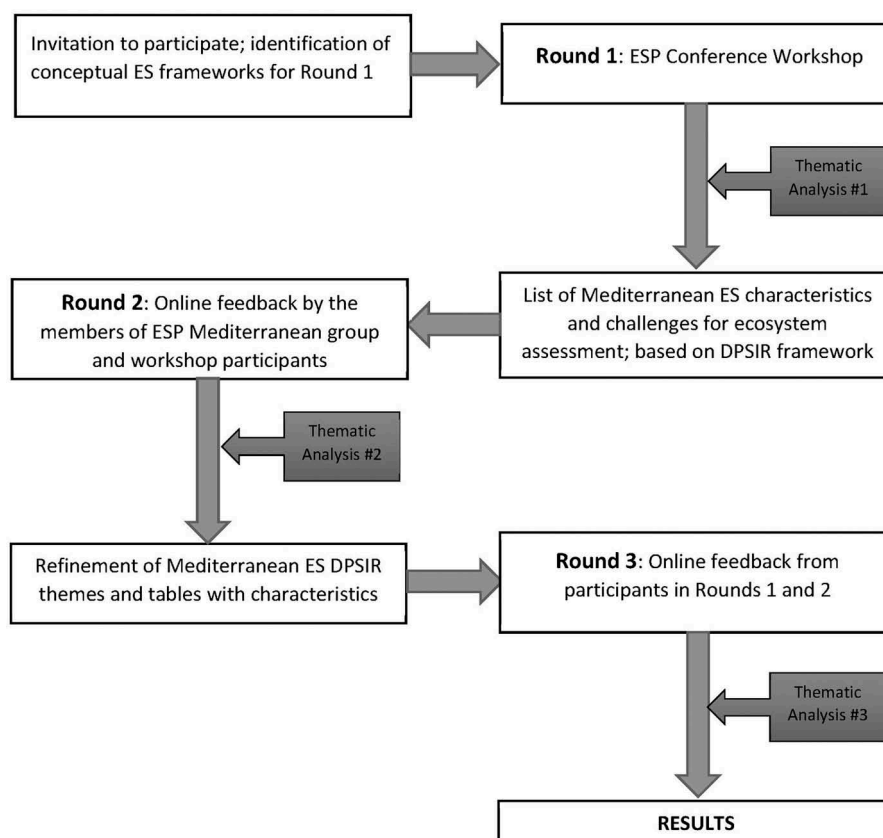 Invitation to participate; identification of
conceptual ES frameworks for Round 1
Round 1: ESP Conference Workshop
Thematic
Analysis #1
List of Mediterranean ES characteristics
and challenges for ecosystem
assessment; based on DPSIR framework
Round 2: Online feedback by the
members of ESP Mediterranean group
and workshop participants
Thematic
Analysis #2
Refinement of Mediterranean ES DPSIR
themes and tables with characteristics
Round 3: Online feedback from
participants in Rounds 1 and 2
Thematic
Analysis #3
RESULTS